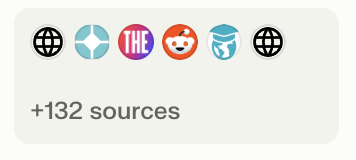 THE
+132 sources